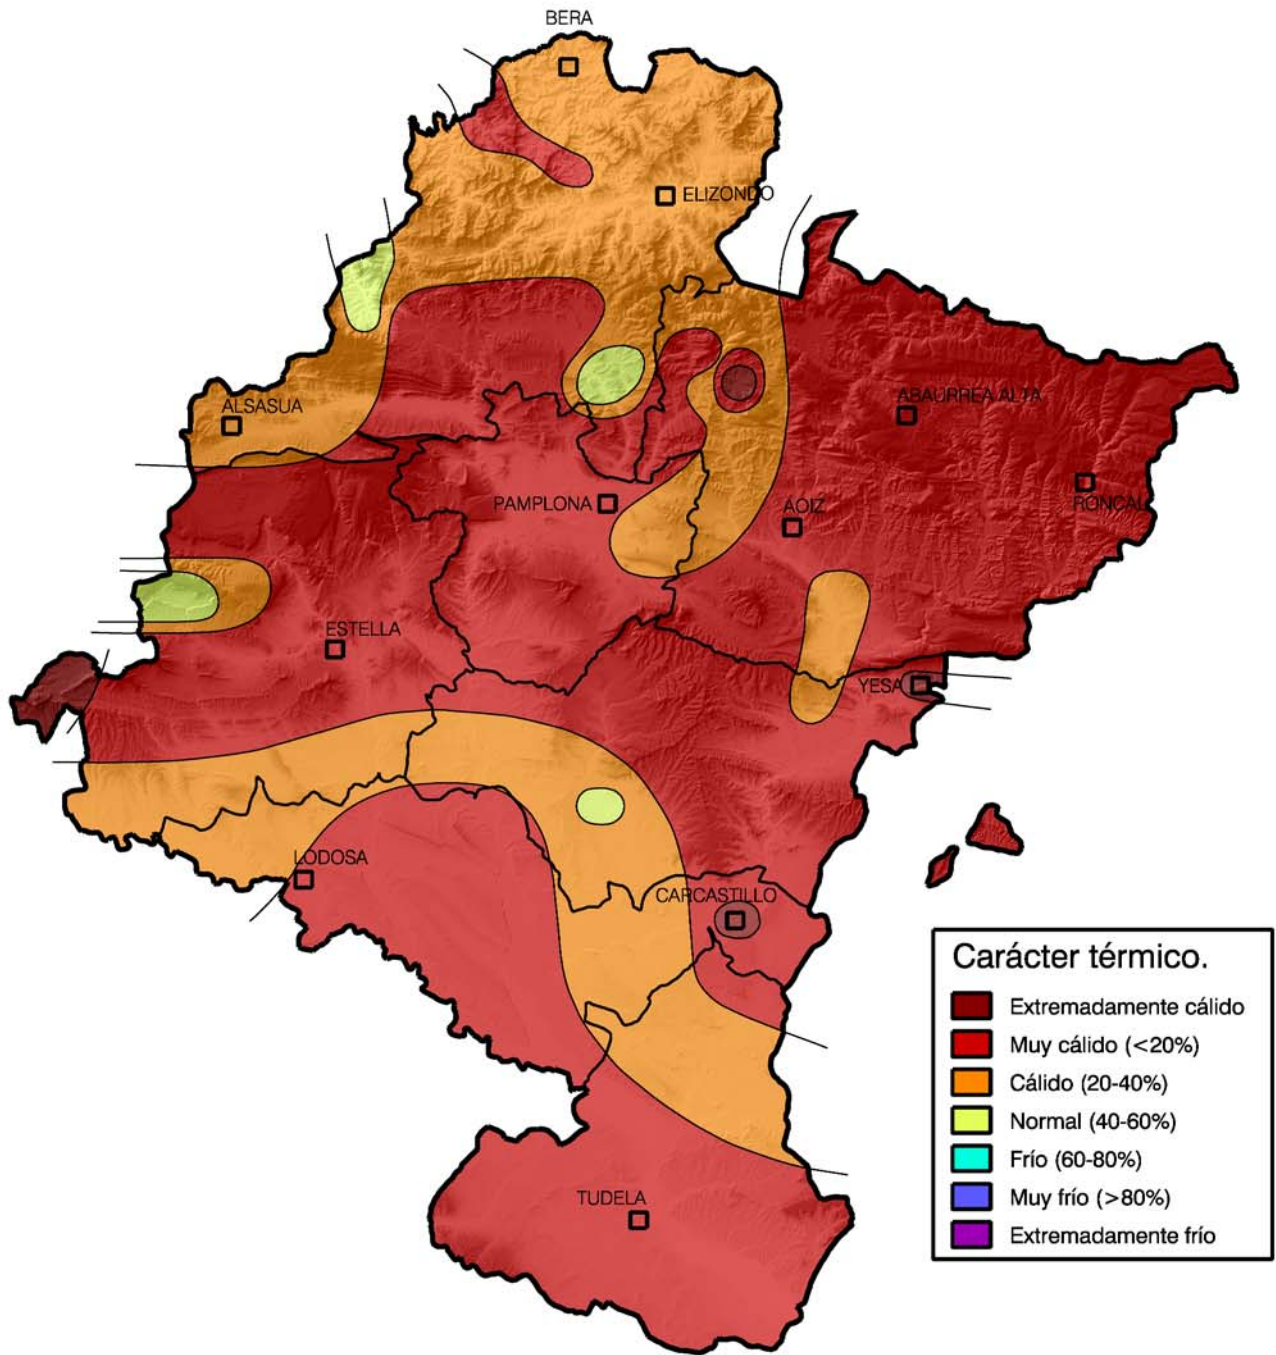 BERA
ELIZONDO
ALSASUA
ABAURREA ALTA
PAMPLONA
AOIZ
RONCAL
ESTELLA
YESA
LODOSA
CARCASTILLO
TUDELA
Carácter térmico.
Extremadamente cálido
Muy cálido (<20%)
Cálido (20-40%)
Normal (40-60%)
Frío (60-80%)
Muy frío (>80%)
Extremadamente frío